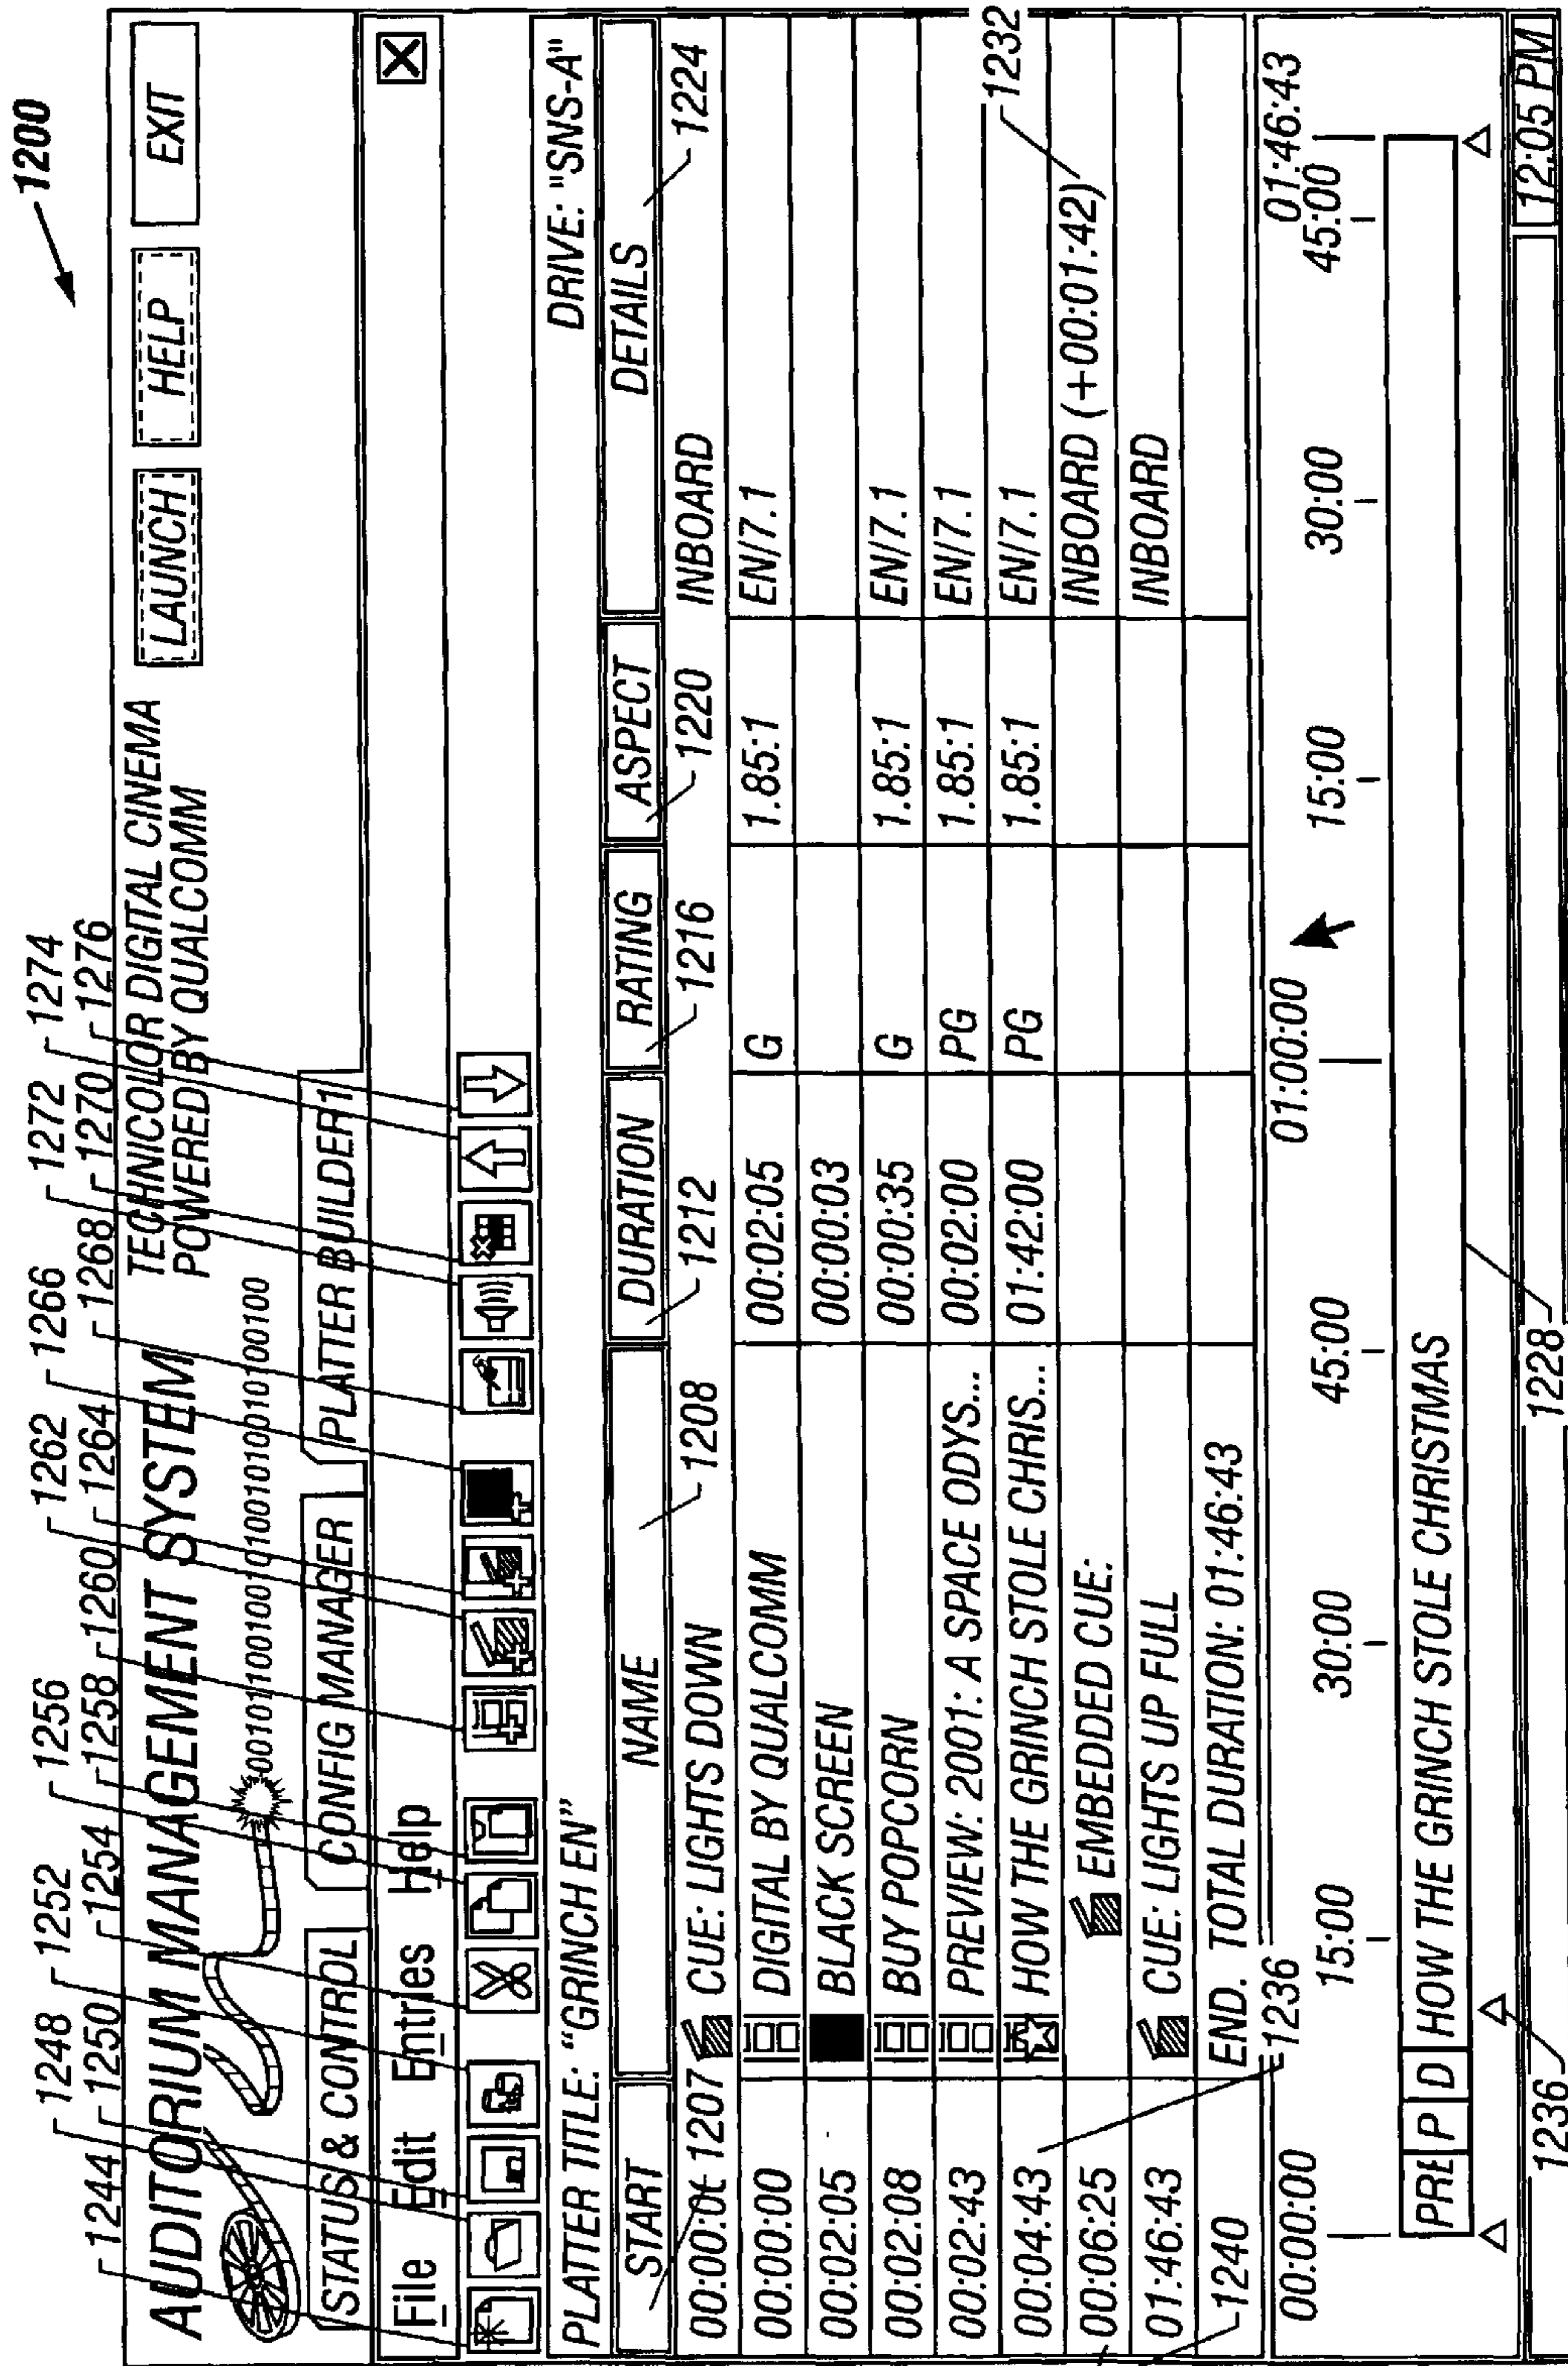 1200
1248 1252 1256 1262 1266 1272 1274
1244 1250 1254 1258 1260 1264 1268 1270 1276
AUDITORIUM MANAGEMENT SYSTEM
TECHNICOLOR DIGITAL CINEMA
POWERED BY QUALCOMM
LAUNCH HELP EXIT
STATUS & CONTROL CONFIG MANAGER PLATTER BUILDER1
File Edit Entries Help
PLATTER TITLE: "GRINCH EN" DRIVE: "SNS-A"
START NAME DURATION RATING ASPECT DETAILS
1207 1208 1212 1216 1220 1224
CUE: LIGHTS DOWN INBOARD
00:00:00 DIGITAL BY QUALCOMM 00:02:05 G 1.85:1 EN/7.1
00:02:05 BLACK SCREEN 00:00:03
00:02:08 BUY POPCORN 00:00:35 G 1.85:1 EN/7.1
00:02:43 PREVIEW: 2001: A SPACE ODYS... 00:02:00 PG 1.85:1 EN/7.1
00:04:43 HOW THE GRINCH STOLE CHRIS... 01:42:00 PG 1.85:1 EN/7.1
00:06:25 EMBEDDED CUE: INBOARD (+00:01:42) 1232
01:46:43 CUE: LIGHTS UP FULL INBOARD
1240 END. TOTAL DURATION: 01:46:43
1236
00:00:00 15:00 30:00 45:00 01:00:00 15:00 30:00 45:00 01:46:43
PRE P D HOW THE GRINCH STOLE CHRISTMAS
1236 1228
12:05 PM